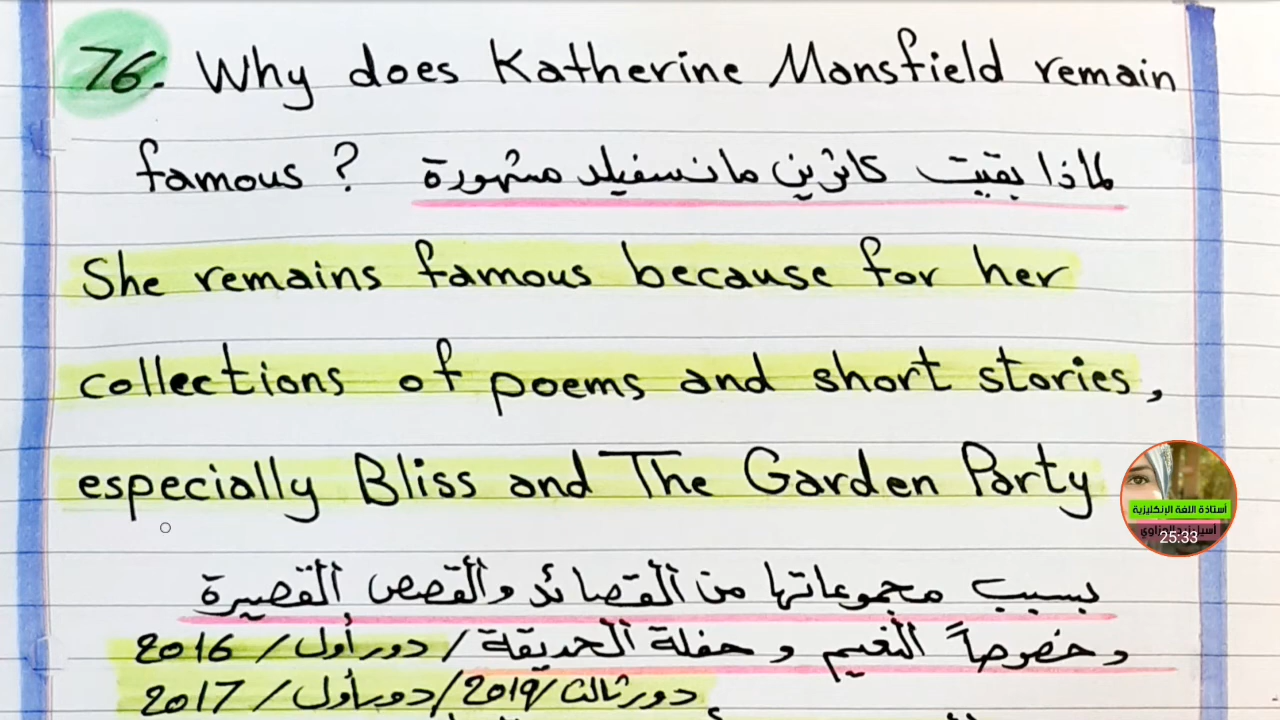 76. Why does Katherine Mansfield remain
famous ? لماذا بقيت كاثرين مانسفيلد مشهورة
She remains famous because for her
collections of poems and short stories,
especially Bliss and The Garden Party
أستاذة اللغة الإنكليزية
25:33
بسبب مجموعاتها من القصائد والقصص القصيرة
وخصوصاً النعيم و حفلة الحديقة / دور أول / 2016
دور ثالث / 2019 / دور أول / 2017